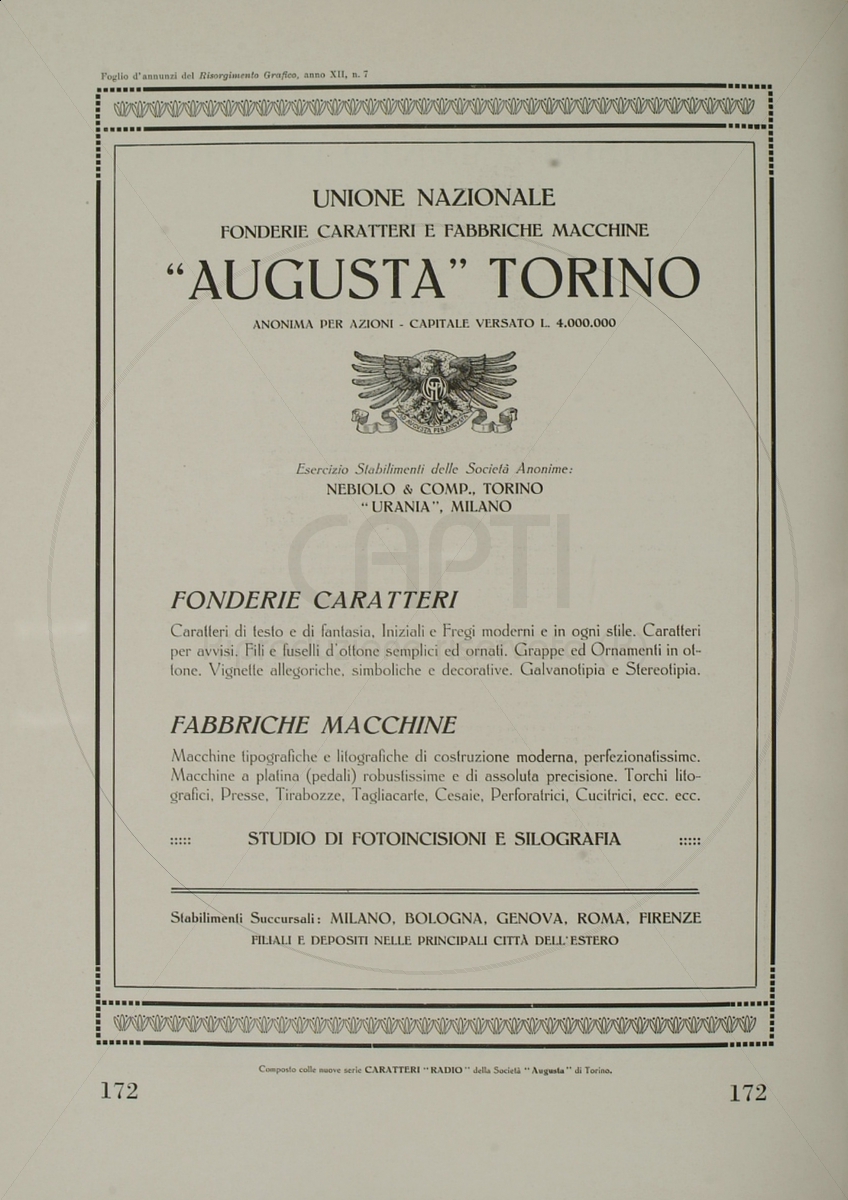 Foglio d'annunzi del Risorgimento Grafico, anno XII, n. 7
UNIONE NAZIONALE
FONDERIE CARATTERI E FABBRICHE MACCHINE
“AUGUSTA” TORINO
ANONIMA PER AZIONI - CAPITALE VERSATO L. 4.000.000
AD AUGUSTA PER ANGUSTA
Esercizio Stabilimenti delle Società Anonime:
NEBIOLO & COMP., TORINO
“URANIA”, MILANO
CAPTI
FONDERIE CARATTERI
Caratteri di testo e di fantasia, Iniziali e Fregi moderni e in ogni stile. Caratteri
per avvisi. Fili e fuselli d'ottone semplici ed ornati. Grappe ed Ornamenti in ot-
tone. Vignette allegoriche, simboliche e decorative. Galvanotipia e Stereotipia.
FABBRICHE MACCHINE
Macchine tipografiche e litografiche di costruzione moderna, perfezionatissime.
Macchine a platina (pedali) robustissime e di assoluta precisione. Torchi lito-
grafici, Presse, Tirabozze, Tagliacarte, Cesoie, Perforatrici, Cucitrici, ecc. ecc.
::::: STUDIO DI FOTOINCISIONI E SILOGRAFIA :::::
Stabilimenti Succursali: MILANO, BOLOGNA, GENOVA, ROMA, FIRENZE
FILIALI E DEPOSITI NELLE PRINCIPALI CITTÀ DELL'ESTERO
Composto colle nuove serie CARATTERI “RADIO” della Società “Augusta” di Torino.
172 172